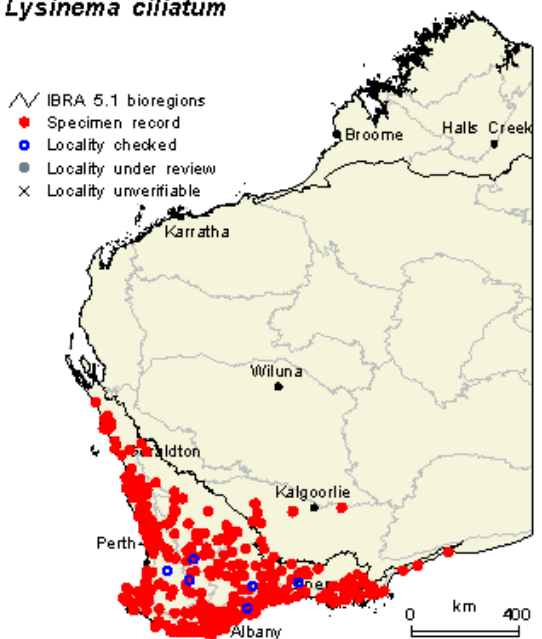 Lysinema ciliatum
IBRA 5.1 bioregions
Specimen record
Locality checked
Locality under review
Locality unverifiable
Broome
Halls Creek
Karratha
Wiluna
Kalgoorlie
Perth
Albany
0 km 400